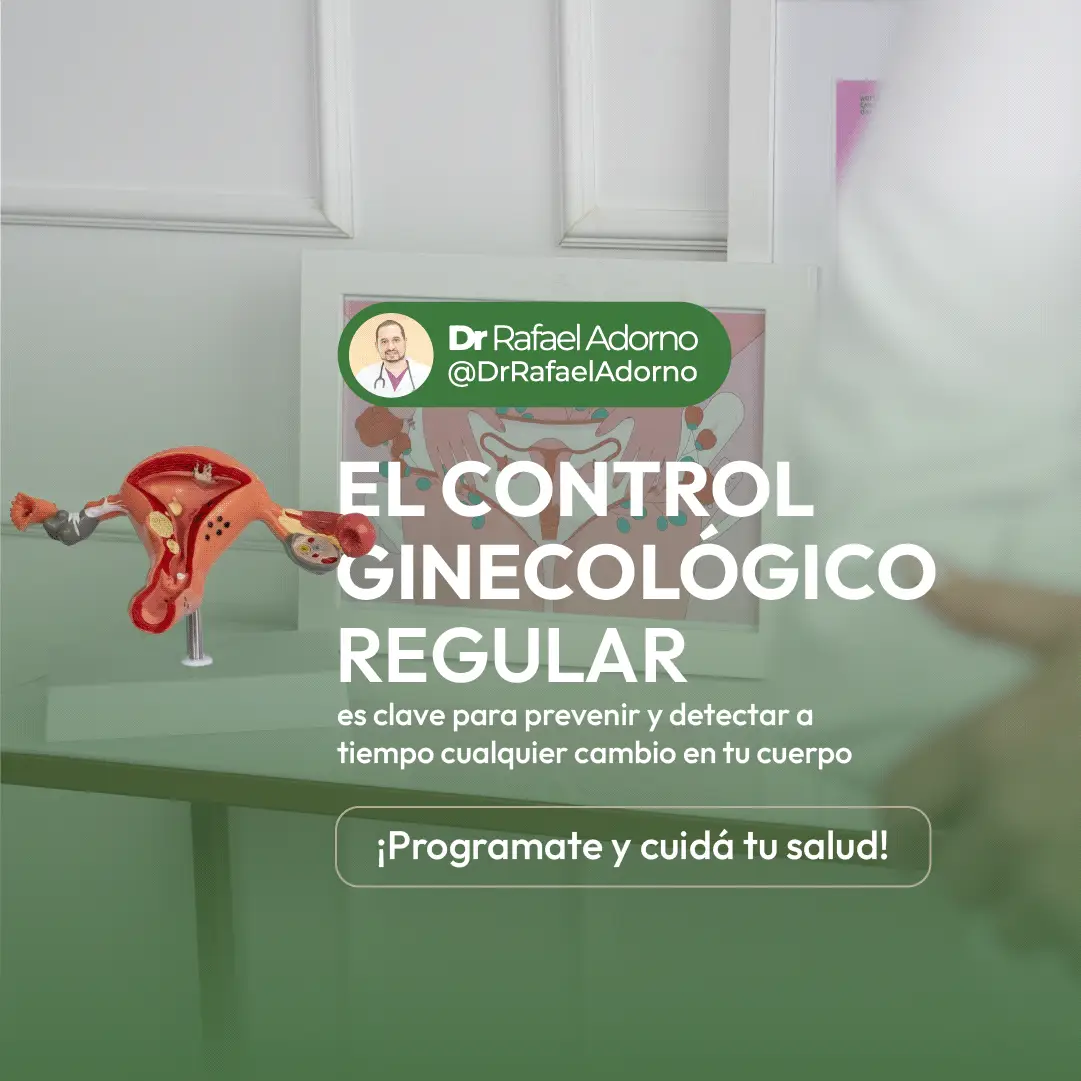 Dr Rafael Adorno
@DrRafaelAdorno
EL CONTROL
GINECOLÓGICO
REGULAR
es clave para prevenir y detectar a
tiempo cualquier cambio en tu cuerpo
¡Programate y cuidá tu salud!